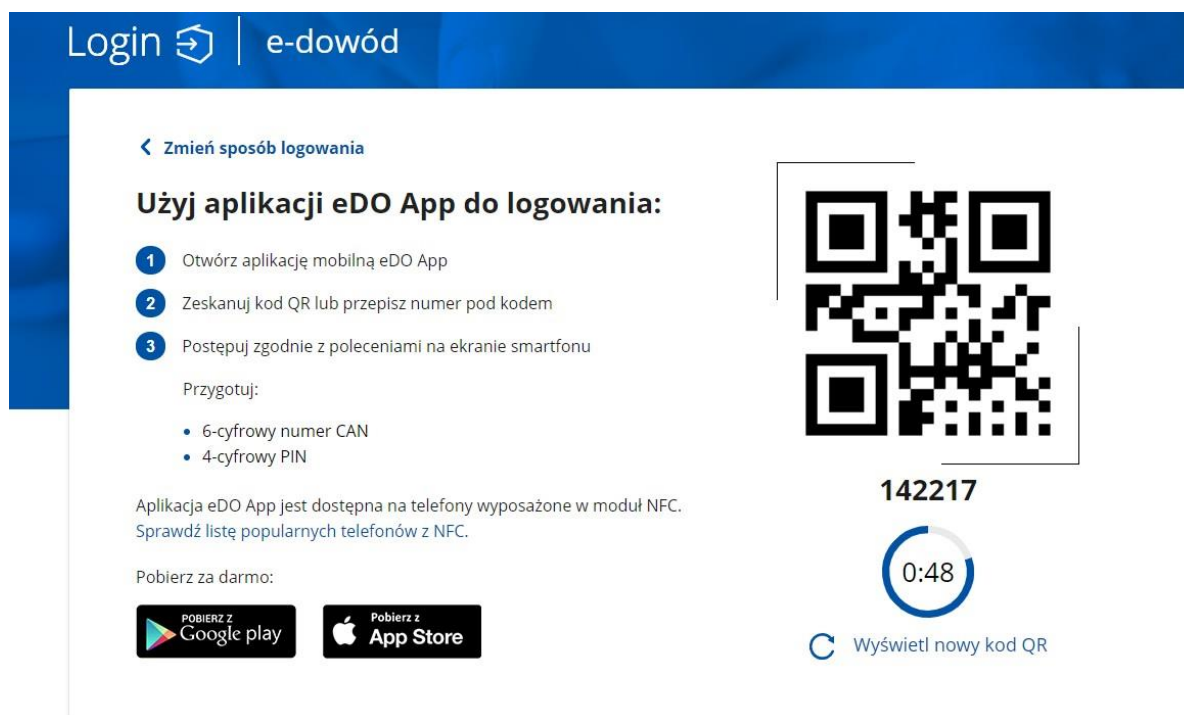 Login e-dowód
Zmień sposób logowania
Użyj aplikacji eDO App do logowania:
1 Otwórz aplikację mobilną eDO App
2 Zeskanuj kod QR lub przepisz numer pod kodem
3 Postępuj zgodnie z poleceniami na ekranie smartfonu
Przygotuj:
• 6-cyfrowy numer CAN
• 4-cyfrowy PIN
Aplikacja eDO App jest dostępna na telefony wyposażone w moduł NFC.
Sprawdź listę popularnych telefonów z NFC.
Pobierz za darmo:
POBIERZ Z
Google play
Pobierz z
App Store
142217
0:48
Wyświetl nowy kod QR